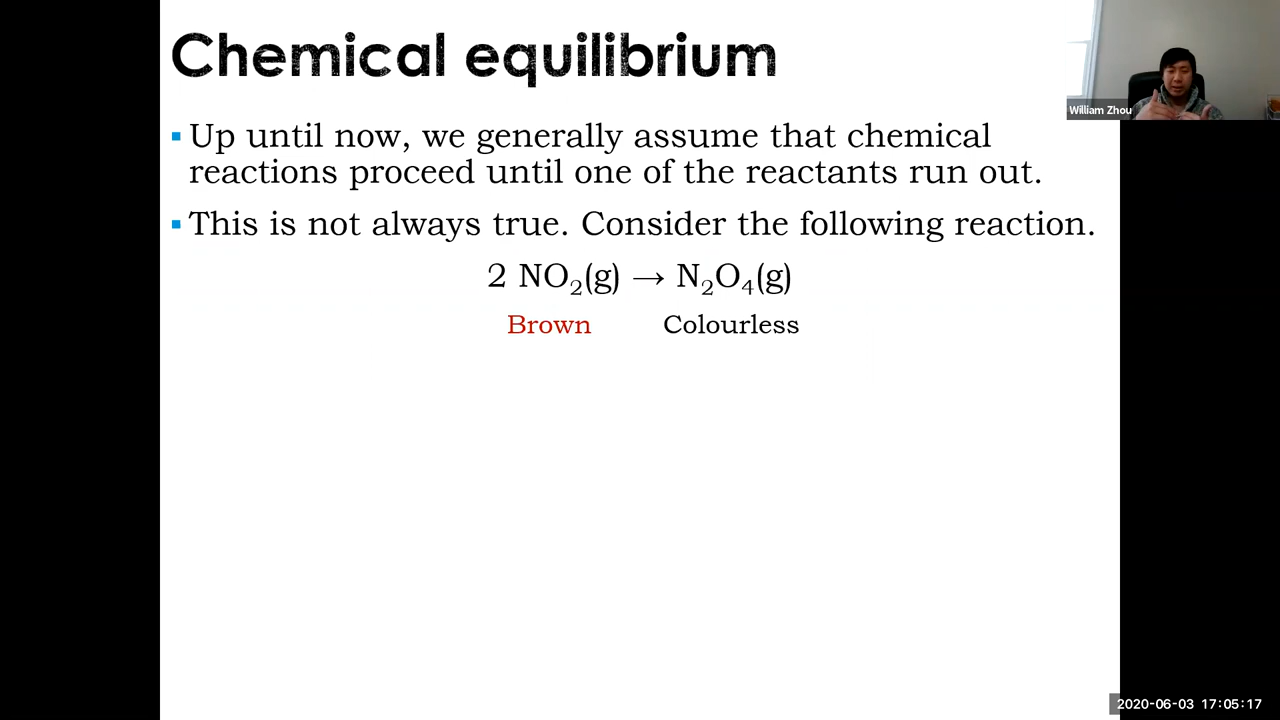 Chemical equilibrium
William Zhou
▪ Up until now, we generally assume that chemical
reactions proceed until one of the reactants run out.
▪ This is not always true. Consider the following reaction.
2 NO₂(g) → N₂O₄(g)
Brown Colourless
2020-06-03 17:05:17